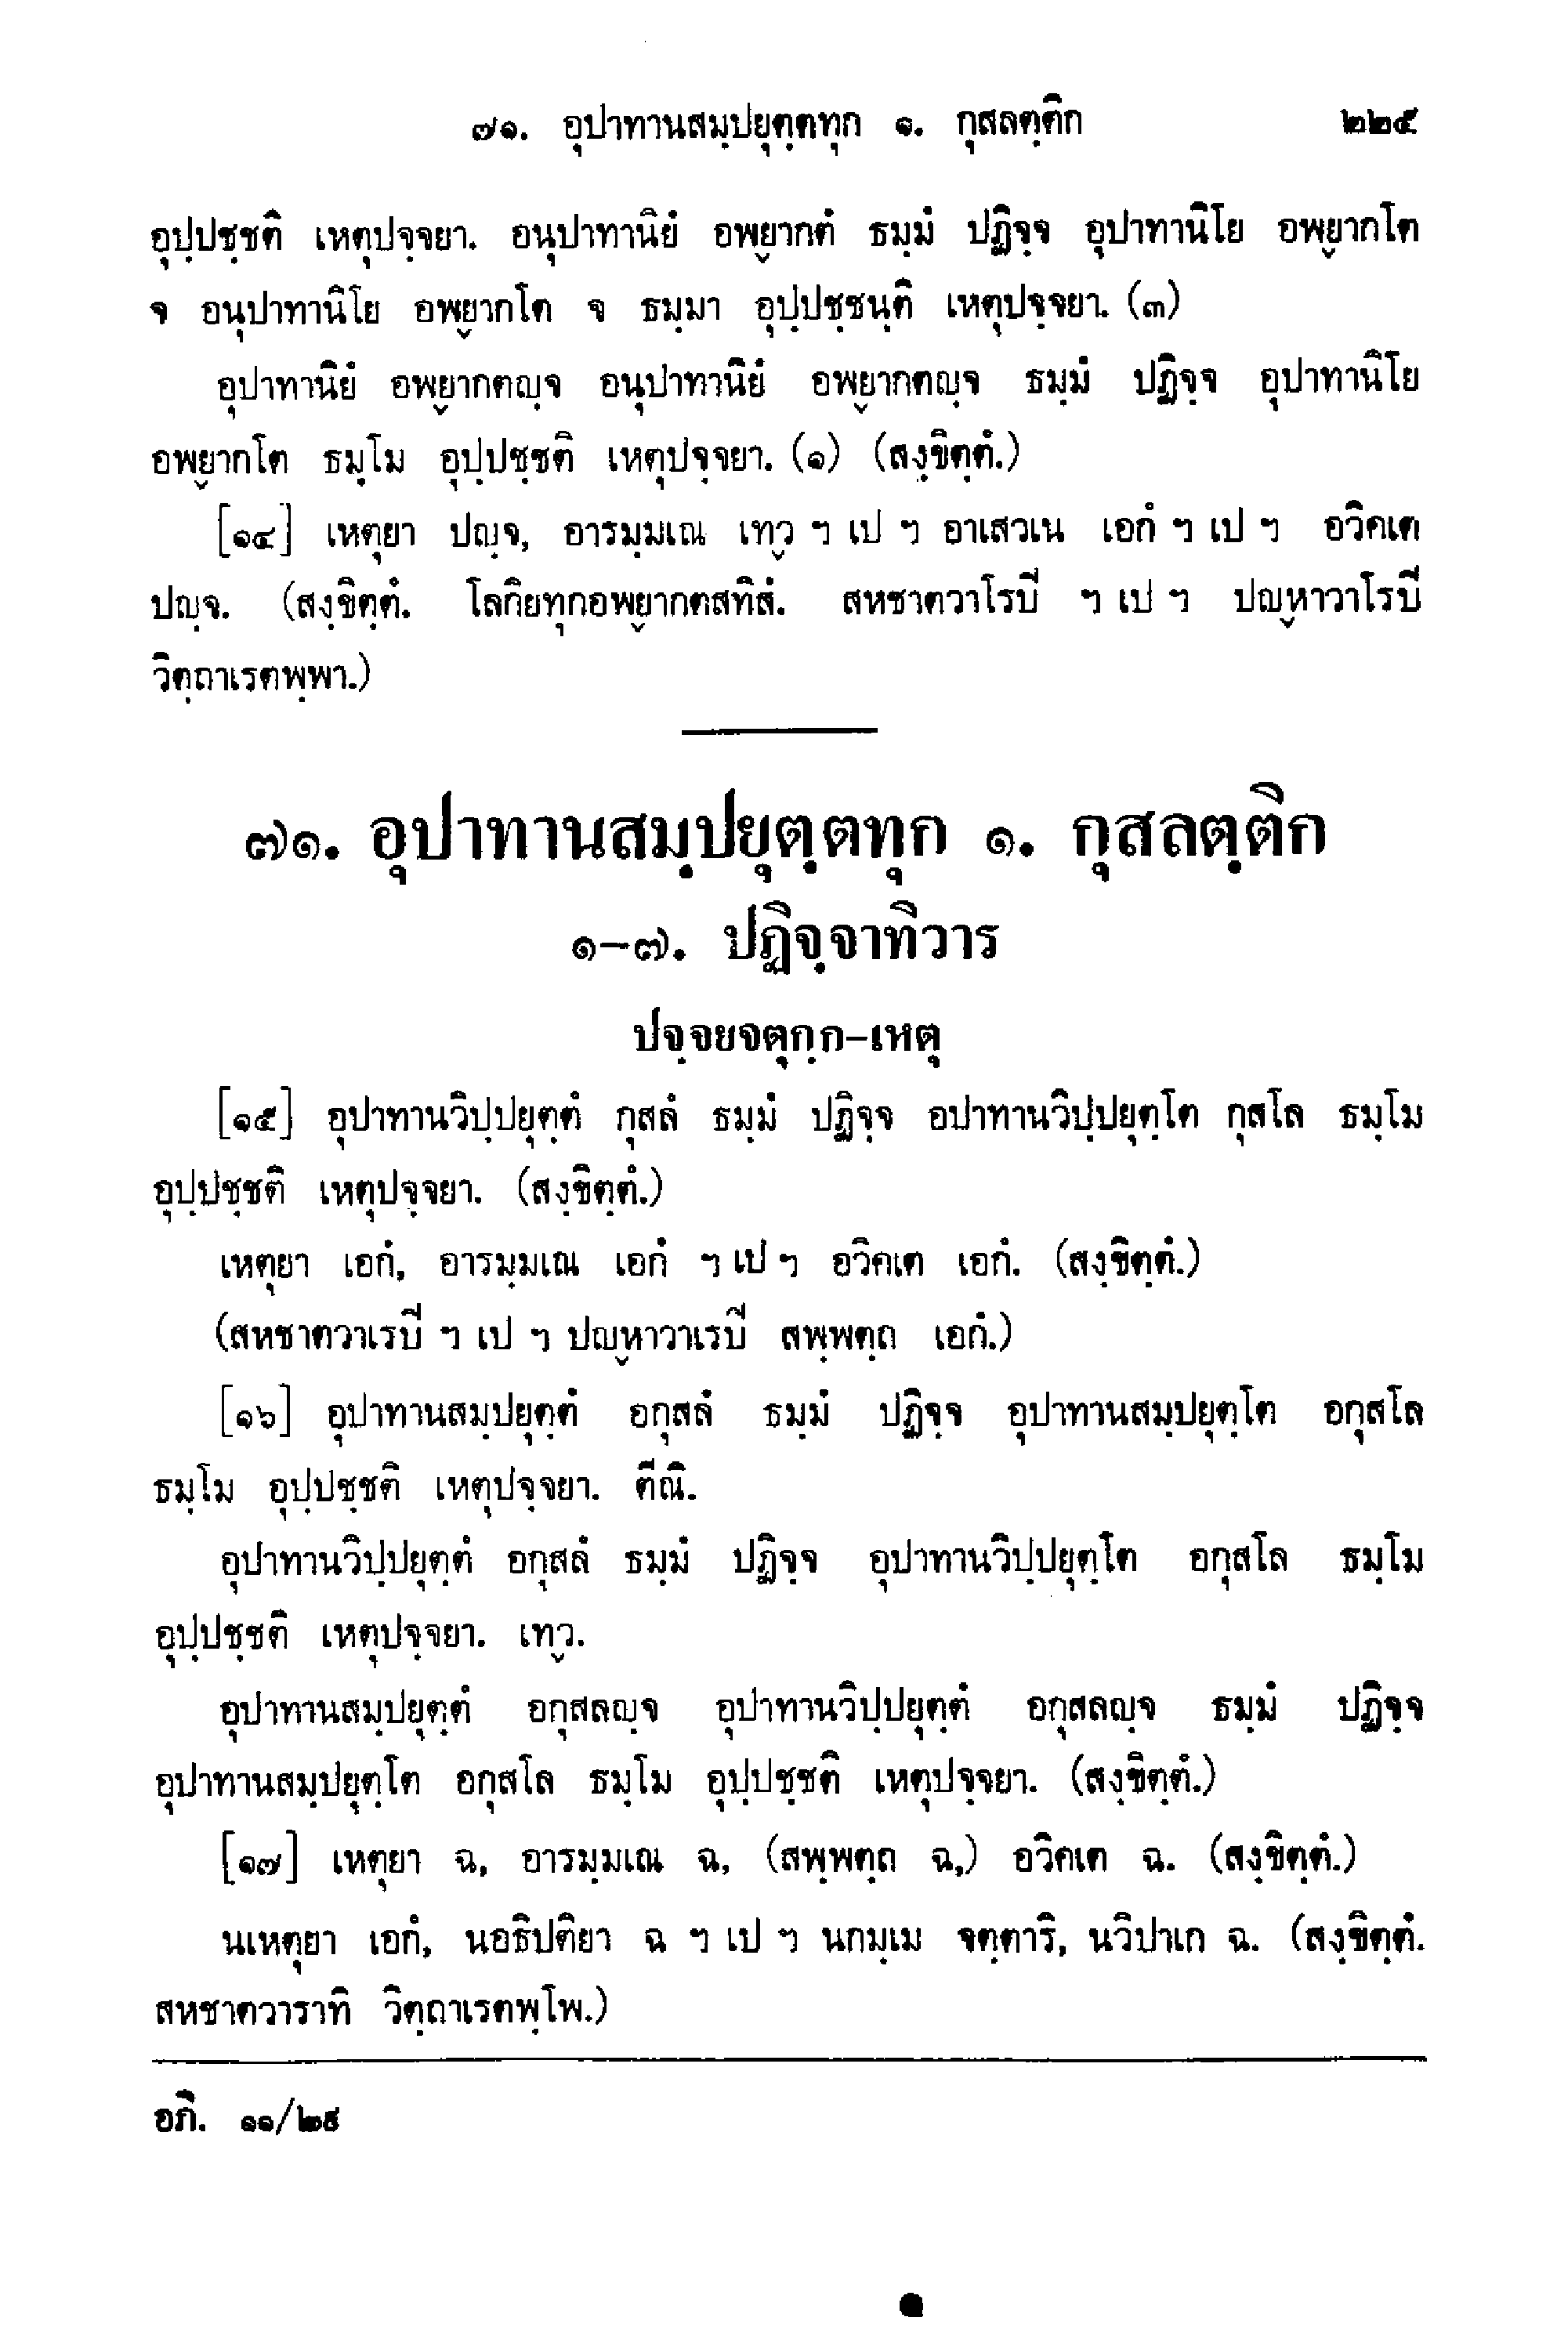 ๗๑. อุปาทานสมฺปยุตฺตทุก ๑. กุสลตฺติก ๒๒๕
อุปฺปชฺชติ เหตุปจฺจยา. อนุปาทานิยํ อพฺยากตํ ธมฺมํ ปฏิจฺจ อุปาทานิโย อพฺยากโต
จ อนุปาทานิโย อพฺยากโต จ ธมฺมา อุปฺปชฺชนฺติ เหตุปจฺจยา. (๓)
อุปาทานิยํ อพฺยากตญฺจ อนุปาทานิยํ อพฺยากตญฺจ ธมฺมํ ปฏิจฺจ อุปาทานิโย
อพฺยากโต ธมฺโม อุปฺปชฺชติ เหตุปจฺจยา. (๑) (สงฺขิตฺตํ.)
[๑๔] เหตุยา ปญฺจ, อารมฺมเณ เทฺว ฯ เป ฯ อาเสวเน เอกํ ฯ เป ฯ อวิคเต
ปญฺจ. (สงฺขิตฺตํ. โลกิยทุกอพฺยากตสทิสํ. สหชาตวาโรปิ ฯ เป ฯ ปญฺหาวาโรปิ
วิตฺถาเรตพฺพา.)
๗๑. อุปาทานสมฺปยุตฺตทุก ๑. กุสลตฺติก
๑-๗. ปฏิจฺจาทิวาร
ปจฺจยจตุกฺก-เหตุ
[๑๕] อุปาทานวิปฺปยุตฺตํ กุสลํ ธมฺมํ ปฏิจฺจ อปาทานวิปฺปยุตฺโต กุสโล ธมฺโม
อุปฺปชฺชติ เหตุปจฺจยา. (สงฺขิตฺตํ.)
เหตุยา เอกํ, อารมฺมเณ เอกํ ฯ เป ฯ อวิคเต เอกํ. (สงฺขิตฺตํ.)
(สหชาตวาเรปิ ฯ เป ฯ ปญฺหาวาเรปิ สพฺพตฺถ เอกํ.)
[๑๖] อุปาทานสมฺปยุตฺตํ อกุสลํ ธมฺมํ ปฏิจฺจ อุปาทานสมฺปยุตฺโต อกุสโล
ธมฺโม อุปฺปชฺชติ เหตุปจฺจยา. ตีณิ.
อุปาทานวิปฺปยุตฺตํ อกุสลํ ธมฺมํ ปฏิจฺจ อุปาทานวิปฺปยุตฺโต อกุสโล ธมฺโม
อุปฺปชฺชติ เหตุปจฺจยา. เทฺว.
อุปาทานสมฺปยุตฺตํ อกุสลญฺจ อุปาทานวิปฺปยุตฺตํ อกุสลญฺจ ธมฺมํ ปฏิจฺจ
อุปาทานสมฺปยุตฺโต อกุสโล ธมฺโม อุปฺปชฺชติ เหตุปจฺจยา. (สงฺขิตฺตํ.)
[๑๗] เหตุยา ฉ, อารมฺมเณ ฉ, (สพฺพตฺถ ฉ,) อวิคเต ฉ. (สงฺขิตฺตํ.)
นเหตุยา เอกํ, นอธิปติยา ฉ ฯ เป ฯ นกมฺเม จตฺตาริ, นวิปาเก ฉ. (สงฺขิตฺตํ.
สหชาตวาราทิ วิตฺถาเรตพฺโพ.)
อภิ. ๑๑/๒๙